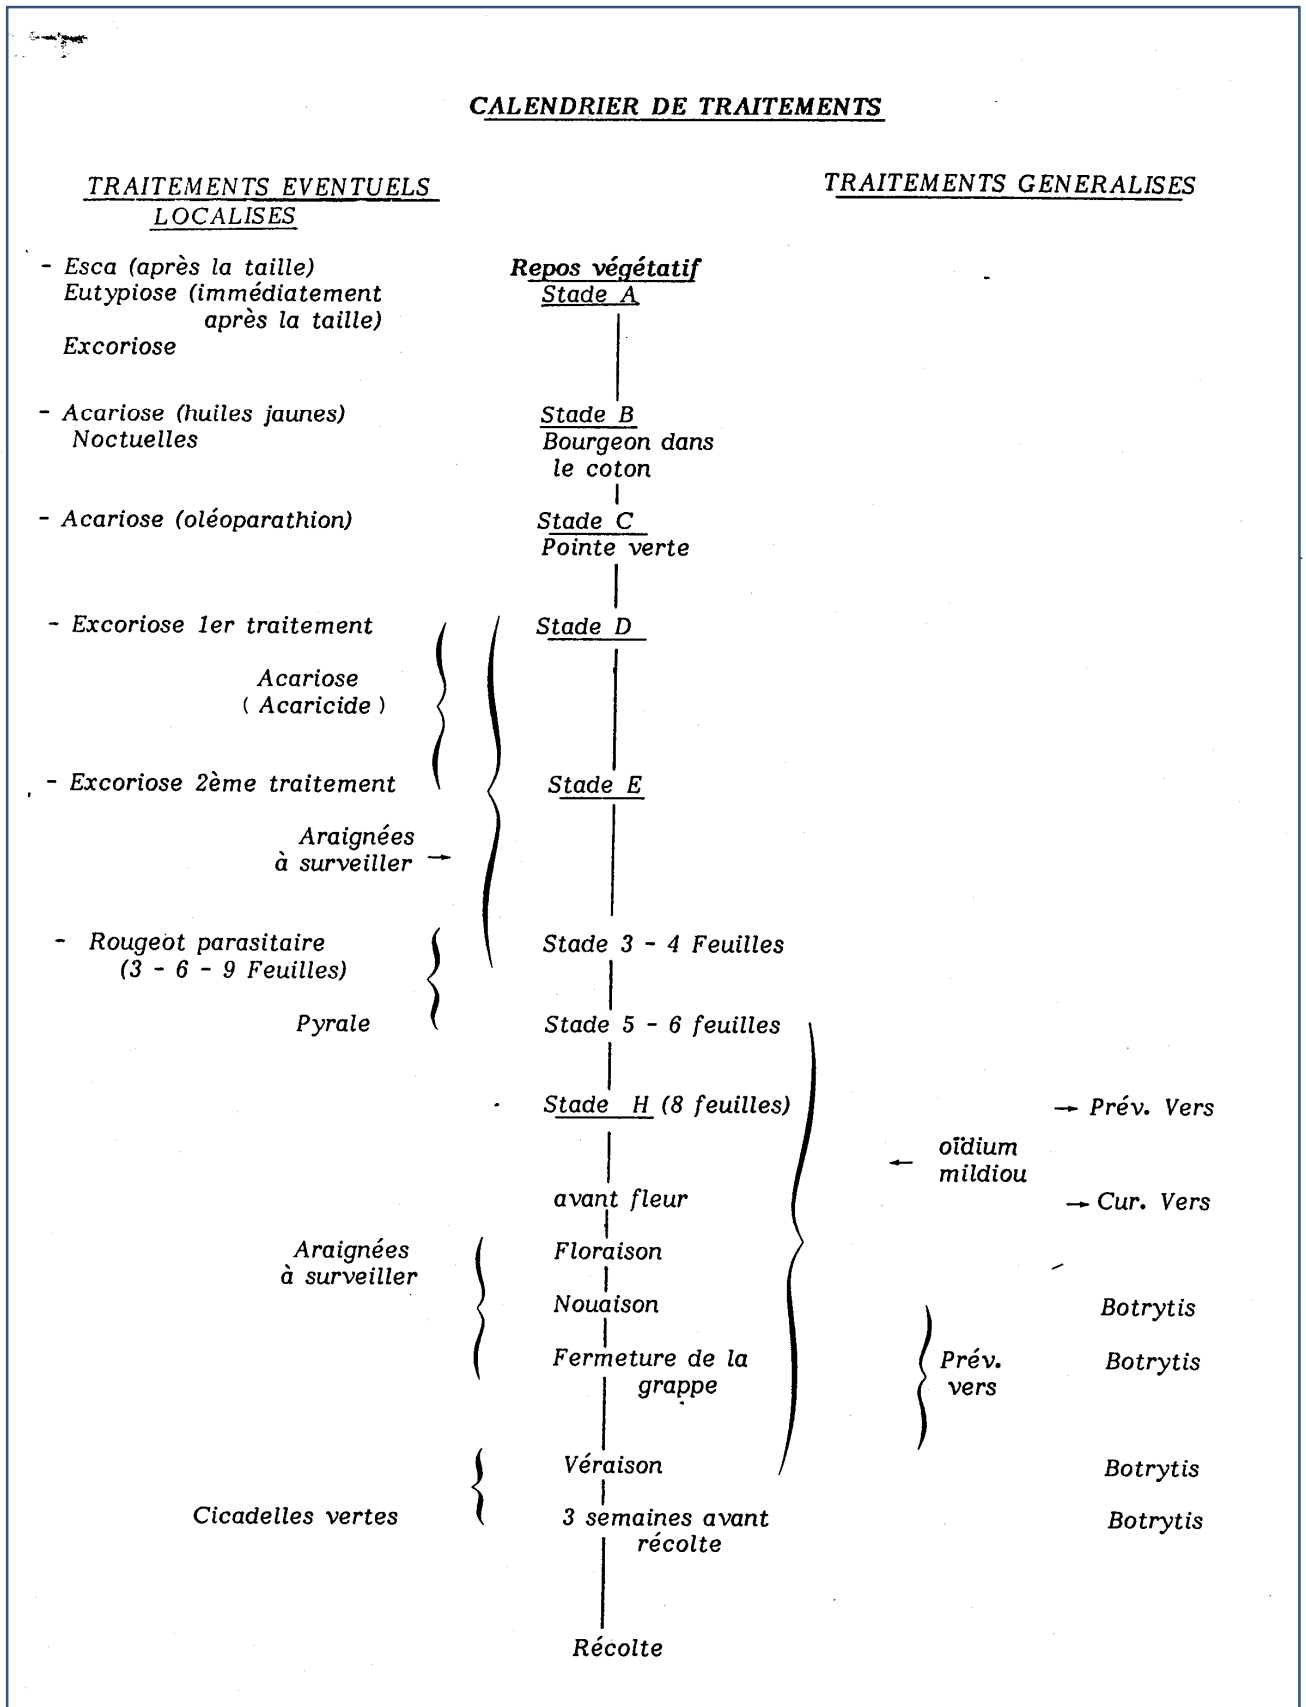 CALENDRIER DE TRAITEMENTS
TRAITEMENTS EVENTUELS
LOCALISES
TRAITEMENTS GENERALISES
- Esca (après la taille)
Eutypiose (immédiatement
après la taille)
Excoriose
Repos végétatif
Stade A
- Acariose (huiles jaunes)
Noctuelles
Stade B
Bourgeon dans
le coton
- Acariose (oléoparathion)
Stade C
Pointe verte
- Excoriose 1er traitement
Stade D
Acariose
( Acaricide )
- Excoriose 2ème traitement
Stade E
Araignées
à surveiller →
- Rougeot parasitaire
(3 - 6 - 9 Feuilles)
Stade 3 - 4 Feuilles
Pyrale
Stade 5 - 6 feuilles
Stade H (8 feuilles)
→ Prév. Vers
← oïdium
mildiou
avant fleur
→ Cur. Vers
Araignées
à surveiller
Floraison
Nouaison
Botrytis
Fermeture de la
grappe
Prév.
vers
Botrytis
Véraison
Botrytis
Cicadelles vertes
3 semaines avant
récolte
Botrytis
Récolte